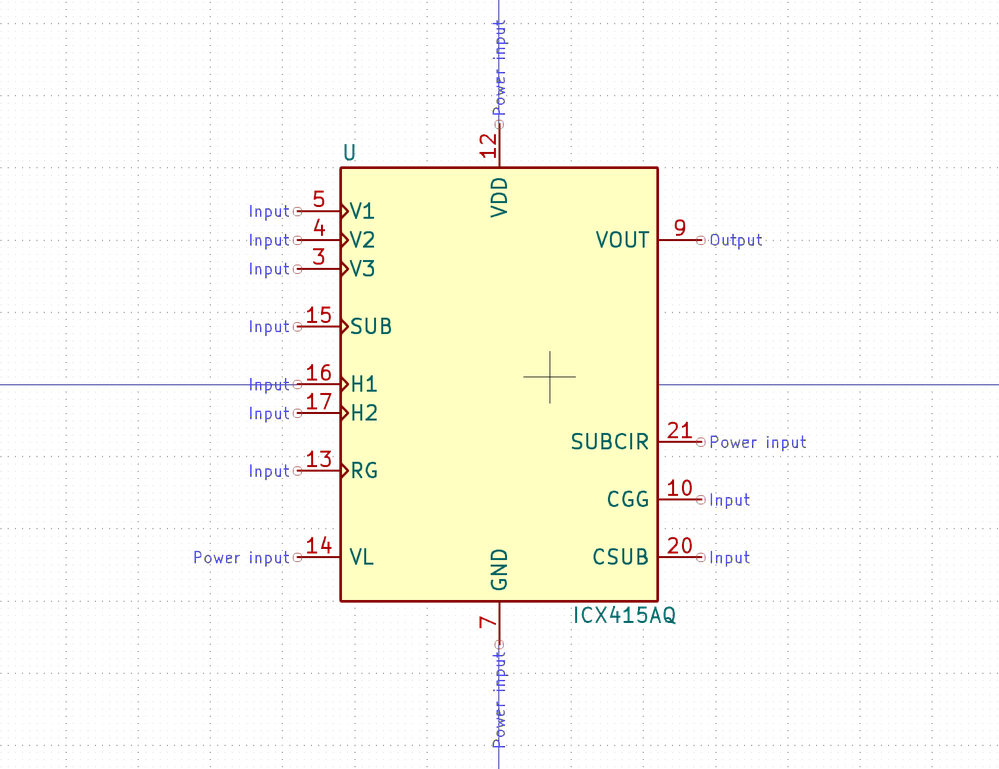 Power input
12
U
VDD
Input 5 V1
Input 4 V2
VOUT 9 Output
Input 3 V3
Input 15 SUB
Input 16 H1
Input 17 H2
SUBCIR 21 Power input
Input 13 RG
CGG 10 Input
Power input 14 VL
CSUB 20 Input
GND
ICX415AQ
7
Power input